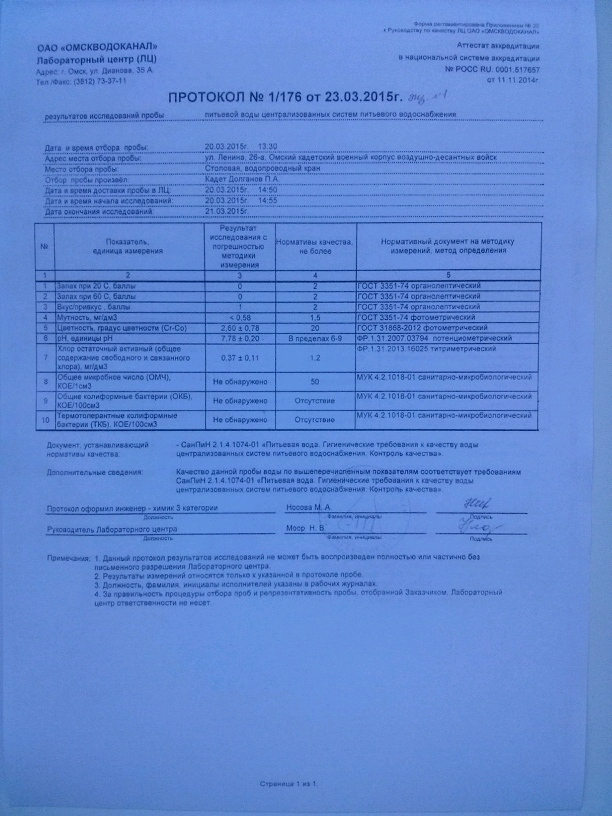 Форма регламентирована Приложением № 20
к Руководству по качеству ЛЦ ОАО «ОМСКВОДОКАНАЛ»
ОАО «ОМСКВОДОКАНАЛ»
Лабораторный центр (ЛЦ)
Адрес: г. Омск, ул. Дианова, 35 А.
Тел./Факс: (3812) 73-37-11
Аттестат аккредитации
в национальной системе аккредитации
№ РОСС RU. 0001.517657
от 11.11.2014г.
ПРОТОКОЛ № 1/176 от 23.03.2015г.
результатов исследований пробы питьевой воды централизованных систем питьевого водоснабжения
Дата и время отбора пробы: 20.03.2015г. 13:30
Адрес места отбора пробы: ул. Ленина, 26-а, Омский кадетский военный корпус воздушно-десантных войск
Место отбора пробы: Столовая, водопроводный кран
Отбор пробы произвёл: Кадет Долганов П.А.
Дата и время доставки пробы в ЛЦ: 20.03.2015г. 14:50
Дата и время начала исследований: 20.03.2015г. 14:55
Дата окончания исследований: 21.03.2015г.
№ Показатель, единица измерения Результат исследования с погрешностью методики измерения Нормативы качества, не более Нормативный документ на методику измерений, метод определения
1 2 3 4 5
1 Запах при 20 С, баллы 0 2 ГОСТ 3351-74 органолептический
2 Запах при 60 С, баллы 0 2 ГОСТ 3351-74 органолептический
3 Вкус/привкус, баллы 1 2 ГОСТ 3351-74 органолептический
4 Мутность, мг/дм3 < 0,58 1,5 ГОСТ 3351-74 фотометрический
5 Цветность, градус цветности (Cr-Co) 2,60 ± 0,78 20 ГОСТ 31868-2012 фотометрический
6 pH, единицы pH 7,78 ± 0,20 В пределах 6-9 ФР.1.31.2007.03794 потенциометрический
7 Хлор остаточный активный (общее содержание свободного и связанного хлора), мг/дм3 0,37 ± 0,11 1,2 ФР.1.31.2013.16025 титриметрический
8 Общее микробное число (ОМЧ), КОЕ/1см3 Не обнаружено 50 МУК 4.2.1018-01 санитарно-микробиологический
9 Общие колиформные бактерии (ОКБ), КОЕ/100см3 Не обнаружено Отсутствие МУК 4.2.1018-01 санитарно-микробиологический
10 Термотолерантные колиформные бактерии (ТКБ), КОЕ/100см3 Не обнаружено Отсутствие МУК 4.2.1018-01 санитарно-микробиологический
Документ, устанавливающий нормативы качества: - СанПиН 2.1.4.1074-01 «Питьевая вода. Гигиенические требования к качеству воды
централизованных систем питьевого водоснабжения. Контроль качества».
Дополнительные сведения: Качество данной пробы воды по вышеперечисленным показателям соответствует требованиям
СанПиН 2.1.4.1074-01 «Питьевая вода. Гигиенические требования к качеству воды
централизованных систем питьевого водоснабжения. Контроль качества».
Протокол оформил инженер - химик 3 категории Носова М. А.
Должность Фамилия, инициалы Подпись
Руководитель Лабораторного центра Моор Н. В.
Должность Фамилия, инициалы Подпись
Примечания: 1. Данный протокол результатов исследований не может быть воспроизведен полностью или частично без
письменного разрешения Лабораторного центра.
2. Результаты измерений относятся только к указанной в протоколе пробе.
3. Должность, фамилия, инициалы исполнителей указаны в рабочих журналах.
4. За правильность процедуры отбора проб и репрезентативность пробы, отобранной Заказчиком, Лабораторный
центр ответственности не несет.
Страница 1 из 1.